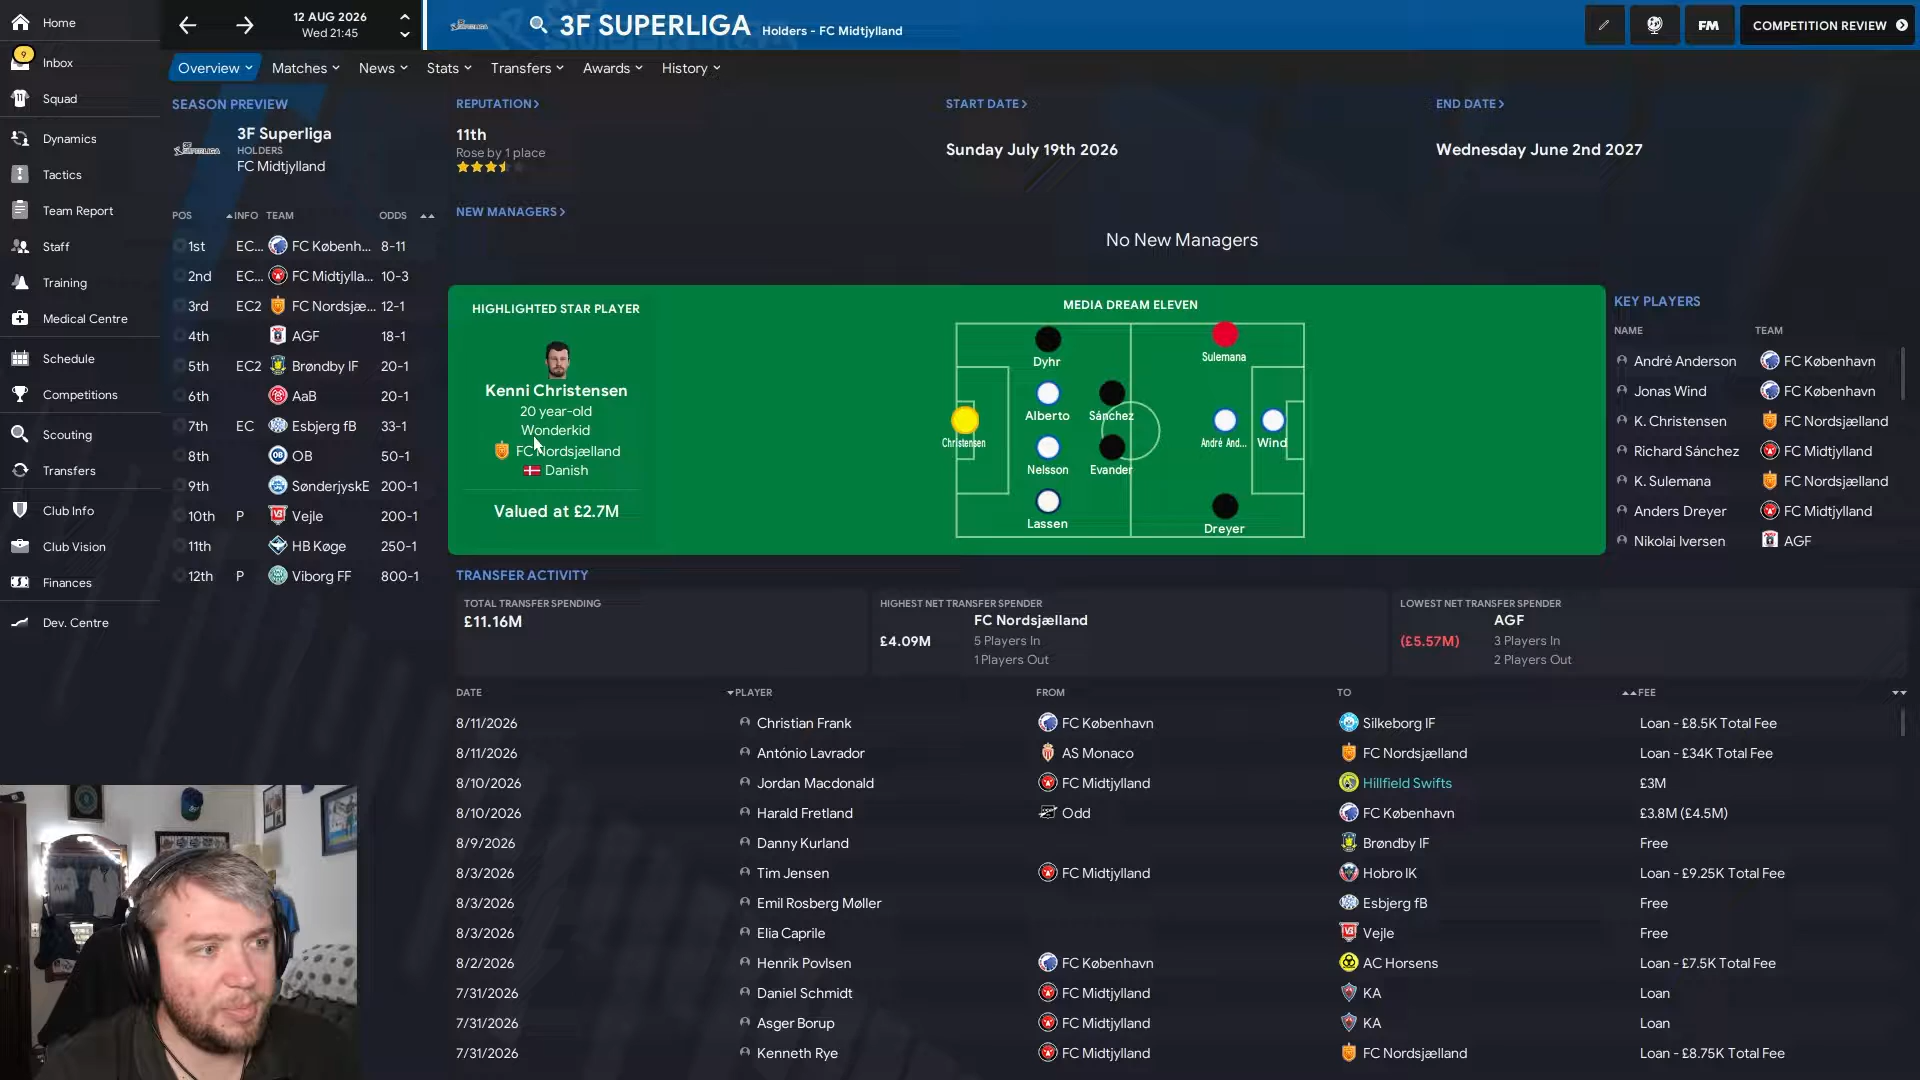 Home
12 AUG 2026
Wed 21:45
3F SUPERLIGA
Holders - FC Midtjylland
FM
COMPETITION REVIEW
9
Inbox
Squad
Dynamics
Tactics
Team Report
Staff
Training
Medical Centre
Schedule
Competitions
Scouting
Transfers
Club Info
Club Vision
Finances
Dev. Centre
Overview
Matches
News
Stats
Transfers
Awards
History
SEASON PREVIEW
3F Superliga
HOLDERS
FC Midtjylland
POS INFO TEAM ODDS
1st EC... FC Københ... 8-11
2nd EC... FC Midtjylla... 10-3
3rd EC2 FC Nordsjæ... 12-1
4th AGF 18-1
5th EC2 Brøndby IF 20-1
6th AaB 20-1
7th EC Esbjerg fB 33-1
8th OB 50-1
9th SønderjyskE 200-1
10th P Vejle 200-1
11th HB Køge 250-1
12th P Viborg FF 800-1
REPUTATION
11th
Rose by 1 place
START DATE
Sunday July 19th 2026
END DATE
Wednesday June 2nd 2027
NEW MANAGERS
No New Managers
HIGHLIGHTED STAR PLAYER
Kenni Christensen
20 year-old
Wonderkid
FC Nordsjælland
Danish
Valued at £2.7M
MEDIA DREAM ELEVEN
Dyhr
Sulemana
Alberto
Sánchez
Christensen
André And...
Wind
Nelsson
Evander
Lassen
Dreyer
KEY PLAYERS
NAME TEAM
André Anderson FC København
Jonas Wind FC København
K. Christensen FC Nordsjælland
Richard Sánchez FC Midtjylland
K. Sulemana FC Nordsjælland
Anders Dreyer FC Midtjylland
Nikolaj Iversen AGF
TRANSFER ACTIVITY
TOTAL TRANSFER SPENDING
£11.16M
HIGHEST NET TRANSFER SPENDER
FC Nordsjælland
£4.09M
5 Players In
1 Players Out
LOWEST NET TRANSFER SPENDER
AGF
(£5.57M)
3 Players In
2 Players Out
DATE PLAYER FROM TO FEE
8/11/2026 Christian Frank FC København Silkeborg IF Loan - £8.5K Total Fee
8/11/2026 António Lavrador AS Monaco FC Nordsjælland Loan - £34K Total Fee
8/10/2026 Jordan Macdonald FC Midtjylland Hillfield Swifts £3M
8/10/2026 Harald Fretland Odd FC København £3.8M (£4.5M)
8/9/2026 Danny Kurland Brøndby IF Free
8/3/2026 Tim Jensen FC Midtjylland Hobro IK Loan - £9.25K Total Fee
8/3/2026 Emil Rosberg Møller Esbjerg fB Free
8/3/2026 Elia Caprile Vejle Free
8/2/2026 Henrik Povlsen FC København AC Horsens Loan - £7.5K Total Fee
7/31/2026 Daniel Schmidt FC Midtjylland KA Loan
7/31/2026 Asger Borup FC Midtjylland KA Loan
7/31/2026 Kenneth Rye FC Midtjylland FC Nordsjælland Loan - £8.75K Total Fee